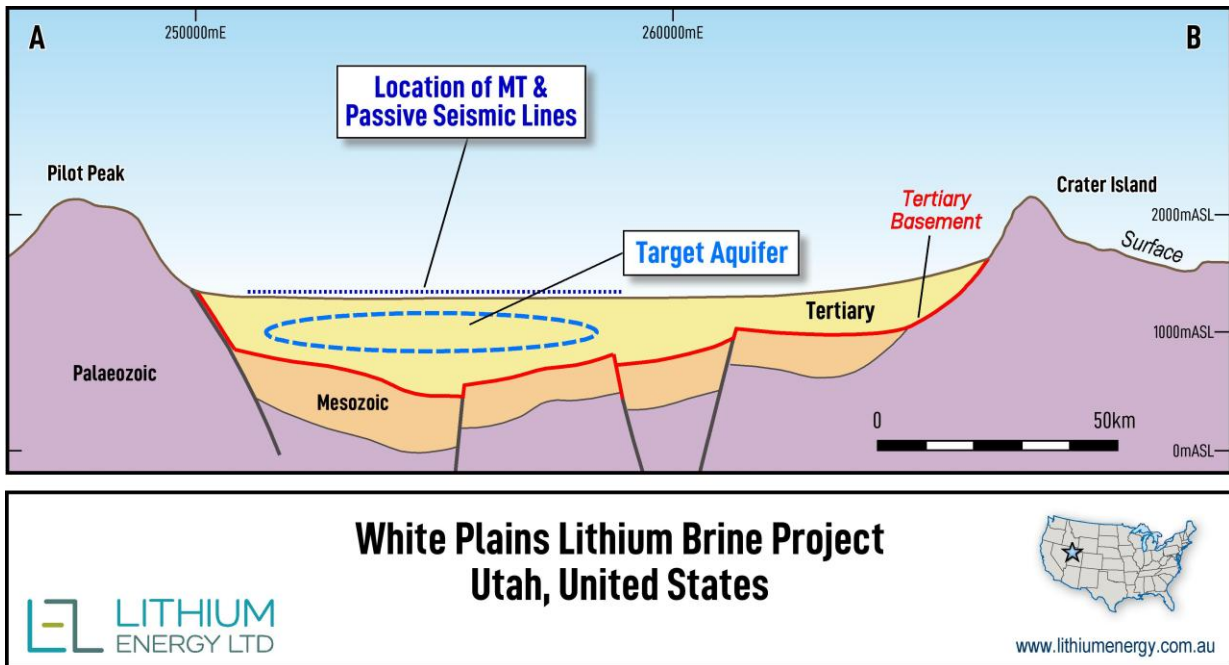 A
250000mE
260000mE
B
Location of MT &
Passive Seismic Lines
Pilot Peak
Crater Island
Tertiary
Basement
2000mASL
Surface
Target Aquifer
Tertiary
1000mASL
Palaeozoic
Mesozoic
0
50km
0mASL
White Plains Lithium Brine Project
Utah, United States
LITHIUM
ENERGY LTD
www.lithiumenergy.com.au